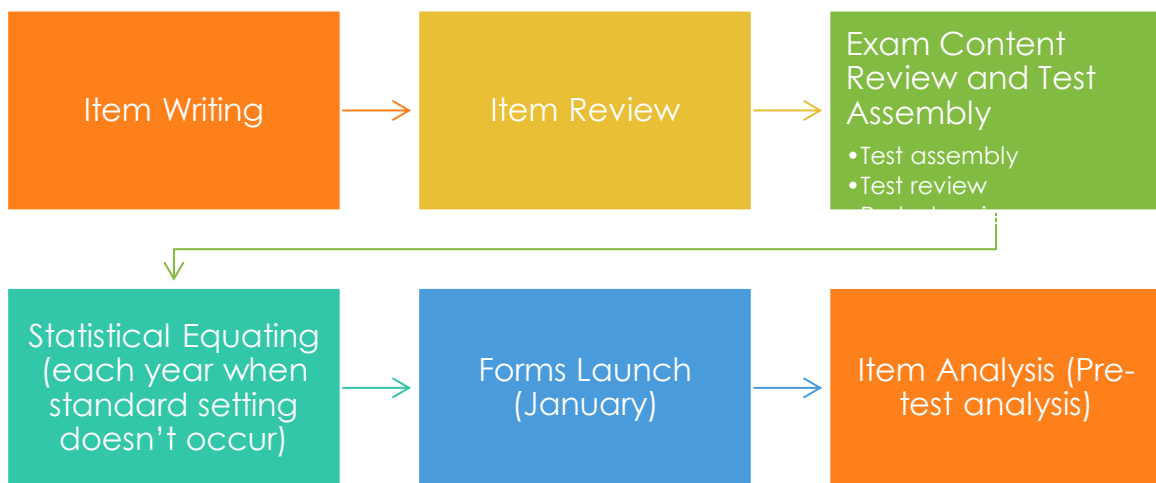 Item Writing
Item Review
Exam Content
Review and Test
Assembly
•Test assembly
•Test review
Statistical Equating
(each year when
standard setting
doesn't occur)
Forms Launch
(January)
Item Analysis (Pre-
test analysis)